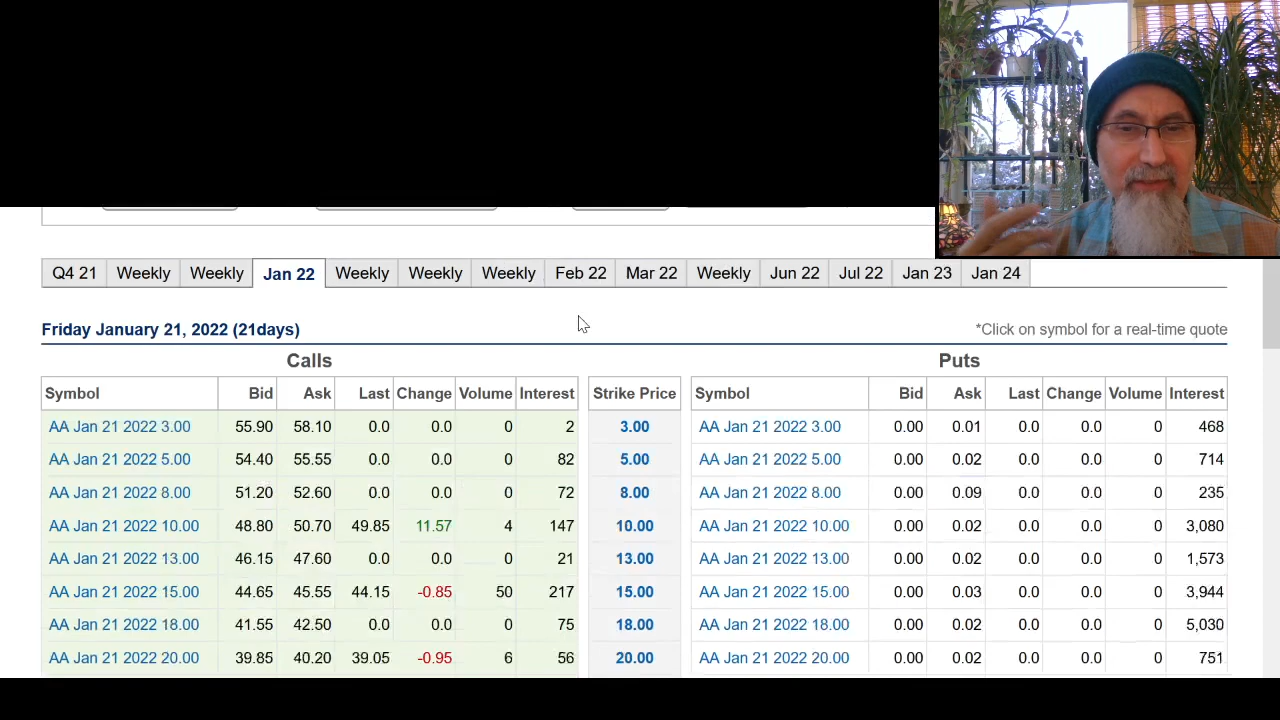 Q4 21 Weekly Weekly Jan 22 Weekly Weekly Weekly Feb 22 Mar 22 Weekly Jun 22 Jul 22 Jan 23 Jan 24
Friday January 21, 2022 (21days) *Click on symbol for a real-time quote
Calls Puts
Symbol Bid Ask Last Change Volume Interest Strike Price Symbol Bid Ask Last Change Volume Interest
AA Jan 21 2022 3.00 55.90 58.10 0.0 0.0 0 2 3.00 AA Jan 21 2022 3.00 0.00 0.01 0.0 0.0 0 468
AA Jan 21 2022 5.00 54.40 55.55 0.0 0.0 0 82 5.00 AA Jan 21 2022 5.00 0.00 0.02 0.0 0.0 0 714
AA Jan 21 2022 8.00 51.20 52.60 0.0 0.0 0 72 8.00 AA Jan 21 2022 8.00 0.00 0.09 0.0 0.0 0 235
AA Jan 21 2022 10.00 48.80 50.70 49.85 11.57 4 147 10.00 AA Jan 21 2022 10.00 0.00 0.02 0.0 0.0 0 3,080
AA Jan 21 2022 13.00 46.15 47.60 0.0 0.0 0 21 13.00 AA Jan 21 2022 13.00 0.00 0.02 0.0 0.0 0 1,573
AA Jan 21 2022 15.00 44.65 45.55 44.15 -0.85 50 217 15.00 AA Jan 21 2022 15.00 0.00 0.03 0.0 0.0 0 3,944
AA Jan 21 2022 18.00 41.55 42.50 0.0 0.0 0 75 18.00 AA Jan 21 2022 18.00 0.00 0.02 0.0 0.0 0 5,030
AA Jan 21 2022 20.00 39.85 40.20 39.05 -0.95 6 56 20.00 AA Jan 21 2022 20.00 0.00 0.02 0.0 0.0 0 751